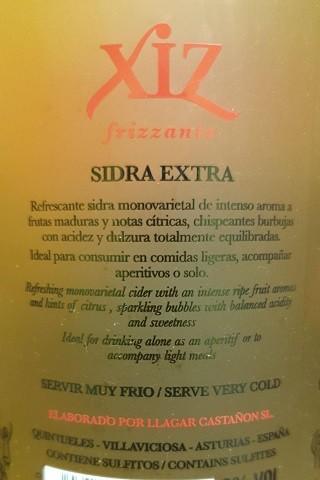 XIZ
frizzante
SIDRA EXTRA
Refrescante sidra monovarietal de intenso aroma a
frutas maduras y notas cítricas, chispeantes burbujas
con acidez y dulzura totalmente equilibradas.
Ideal para consumir en comidas ligeras, acompañar
aperitivos o solo.
Refreshing monovarietal cider with an intense ripe fruit aromas
and hints of citrus , sparkling bubbles with balanced acidity
and sweetness
Ideal for drinking alone as an aperitif or to
accompany light meals
SERVIR MUY FRIO / SERVE VERY COLD
ELABORADO POR LLAGAR CASTAÑON SL.
QUINTUELES - VILLAVICIOSA - ASTURIAS - ESPAÑA
CONTIENE SULFITOS / CONTAINS SULFITES
% VOL